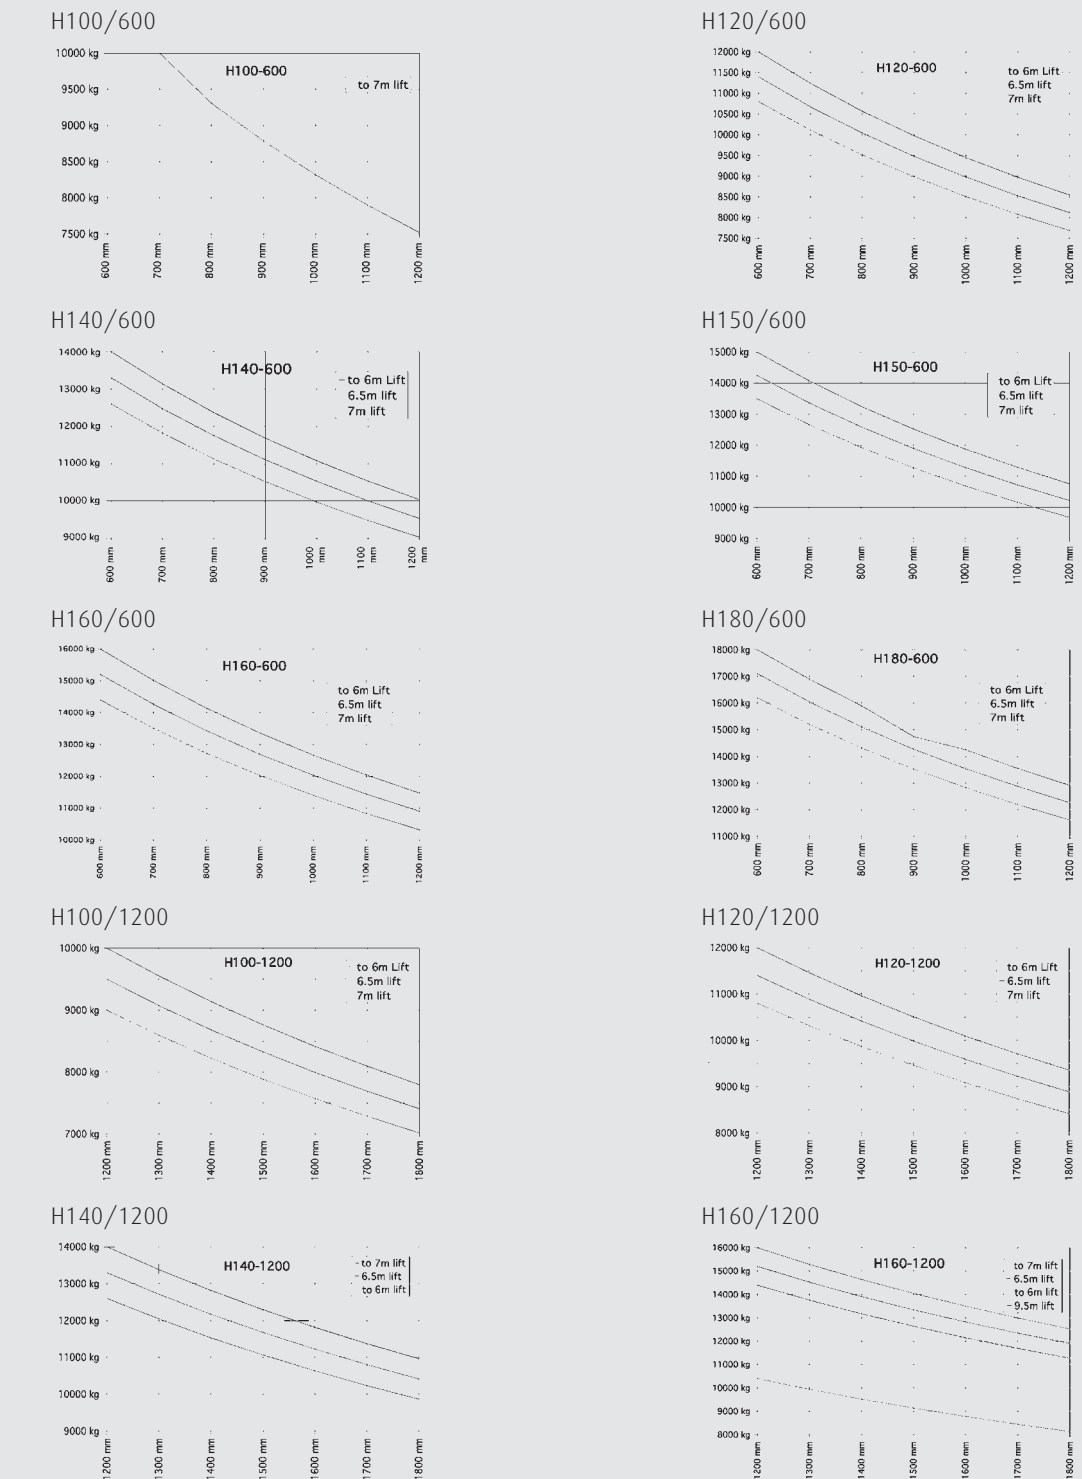 H100/600
10000 kg
H100-600
to 7m lift
9500 kg
9000 kg
8500 kg
8000 kg
7500 kg
600 mm
700 mm
800 mm
900 mm
1000 mm
1100 mm
1200 mm
H120/600
12000 kg
H120-600
to 6m Lift
11500 kg
6.5m lift
11000 kg
7m lift
10500 kg
10000 kg
9500 kg
9000 kg
8500 kg
8000 kg
7500 kg
600 mm
700 mm
800 mm
900 mm
1000 mm
1100 mm
1200 mm
H140/600
14000 kg
H140-600
to 6m Lift
13000 kg
6.5m lift
7m lift
12000 kg
11000 kg
10000 kg
9000 kg
600 mm
700 mm
800 mm
900 mm
1000 mm
1100 mm
1200 mm
H150/600
15000 kg
H150-600
14000 kg
to 6m Lift
6.5m lift
13000 kg
7m lift
12000 kg
11000 kg
10000 kg
9000 kg
600 mm
700 mm
800 mm
900 mm
1000 mm
1100 mm
1200 mm
H160/600
16000 kg
H160-600
15000 kg
to 6m Lift
6.5m lift
14000 kg
7m lift
13000 kg
12000 kg
11000 kg
10000 kg
600 mm
700 mm
800 mm
900 mm
1000 mm
1100 mm
1200 mm
H180/600
18000 kg
H180-600
17000 kg
to 6m Lift
16000 kg
6.5m lift
7m lift
15000 kg
14000 kg
13000 kg
12000 kg
11000 kg
600 mm
700 mm
800 mm
900 mm
1000 mm
1100 mm
1200 mm
H100/1200
10000 kg
H100-1200
to 6m Lift
6.5m lift
7m lift
9000 kg
8000 kg
7000 kg
1200 mm
1300 mm
1400 mm
1500 mm
1600 mm
1700 mm
1800 mm
H120/1200
12000 kg
H120-1200
to 6m Lift
6.5m lift
11000 kg
7m lift
10000 kg
9000 kg
8000 kg
1200 mm
1300 mm
1400 mm
1500 mm
1600 mm
1700 mm
1800 mm
H140/1200
14000 kg
H140-1200
to 7m lift
13000 kg
6.5m lift
to 6m lift
12000 kg
11000 kg
10000 kg
9000 kg
1200 mm
1300 mm
1400 mm
1500 mm
1600 mm
1700 mm
1800 mm
H160/1200
16000 kg
H160-1200
to 7m lift
15000 kg
6.5m lift
14000 kg
to 6m lift
9.5m lift
13000 kg
12000 kg
11000 kg
10000 kg
9000 kg
8000 kg
1200 mm
1300 mm
1400 mm
1500 mm
1600 mm
1700 mm
1800 mm